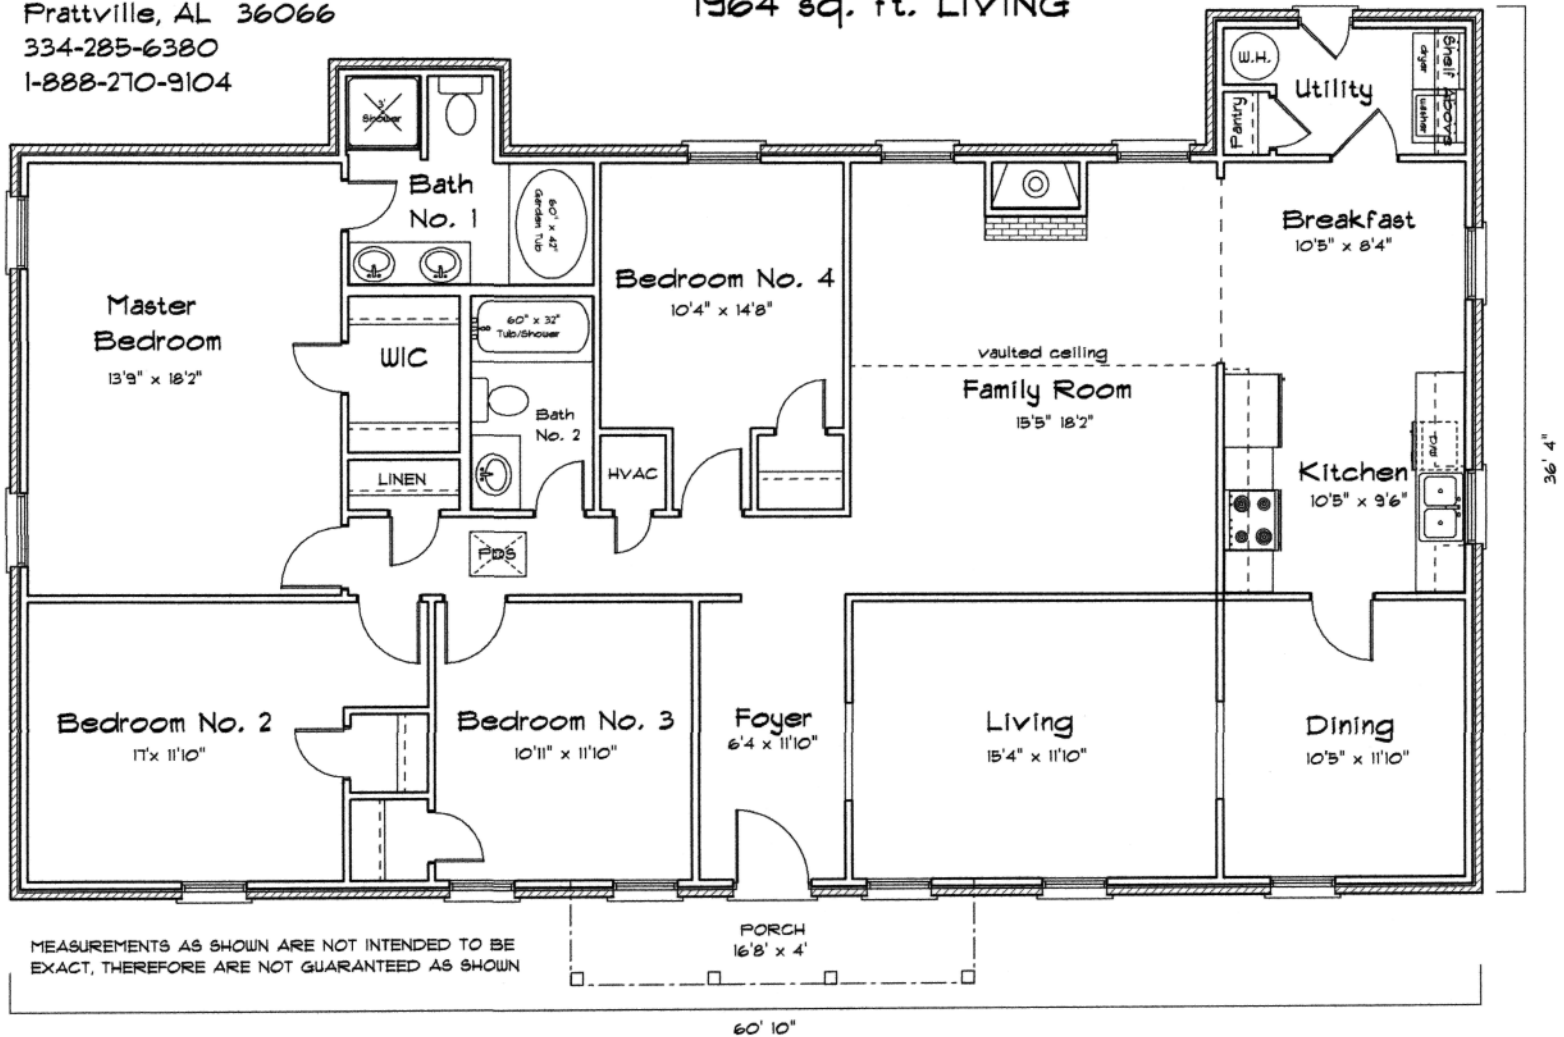 Prattville, AL 36066
334-285-6380
1-888-270-9104
1964 sq. ft. LIVING
3'
Shower
W.H.
Utility
dryer
Shelf Above
washer
Pantry
Bath
No. 1
60" x 42"
Garden Tub
Breakfast
10'5" x 8'4"
Master
Bedroom
13'9" x 18'2"
WIC
60" x 32"
Tub/Shower
Bath
No. 2
Bedroom No. 4
10'4" x 14'8"
vaulted ceiling
Family Room
15'5" 18'2"
LINEN
HVAC
D/W
Kitchen
10'5" x 9'6"
36' 4"
PDS
Bedroom No. 2
17'x 11'10"
Bedroom No. 3
10'11" x 11'10"
Foyer
6'4 x 11'10"
Living
15'4" x 11'10"
Dining
10'5" x 11'10"
PORCH
16'8' x 4'
MEASUREMENTS AS SHOWN ARE NOT INTENDED TO BE
EXACT, THEREFORE ARE NOT GUARANTEED AS SHOWN
60' 10"